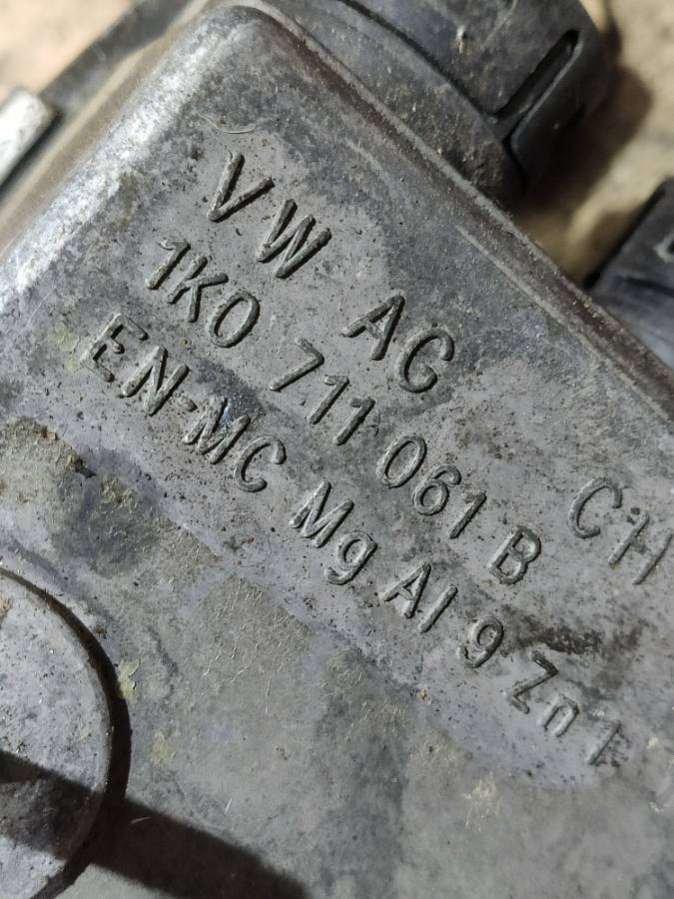 VW AG CH
1K0 711 061 B
EN-MC Mg Al 9 Zn 1